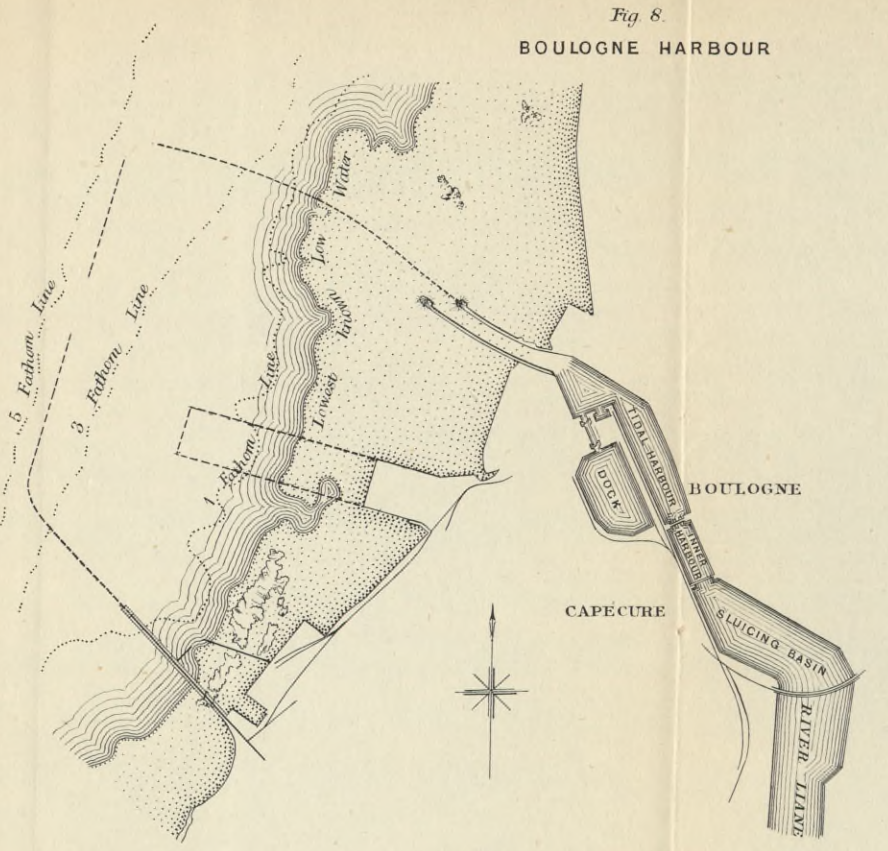 Fig. 8.
BOULOGNE HARBOUR
5 Fathom Line
3 Fathom Line
1 Fathom Line
Lowest known Low Water
TIDAL HARBOUR
DOCK
BOULOGNE
INNER
HARBOUR
CAPÉCURE
SLUICING BASIN
RIVER LIANE